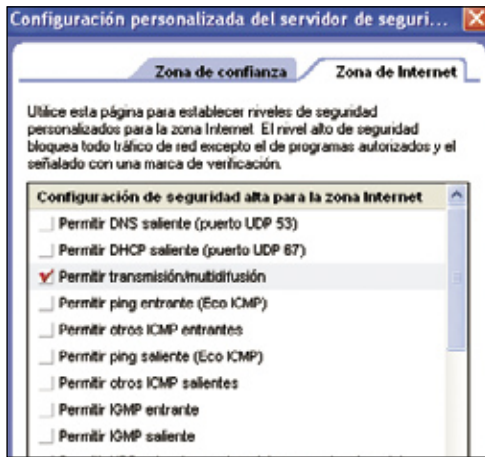 Configuración personalizada del servidor de seguri...
Zona de confianza
Zona de Internet
Utilice esta página para establecer niveles de seguridad
personalizados para la zona Internet. El nivel alto de seguridad
bloquea todo tráfico de red excepto el de programas autorizados y el
señalado con una marca de verificación.
Configuración de seguridad alta para la zona Internet
Permitir DNS saliente (puerto UDP 53)
Permitir DHCP saliente (puerto UDP 67)
Permitir transmisión/multidifusión
Permitir ping entrante (Eco ICMP)
Permitir otros ICMP entrantes
Permitir ping saliente (Eco ICMP)
Permitir otros ICMP salientes
Permitir IGMP entrante
Permitir IGMP saliente